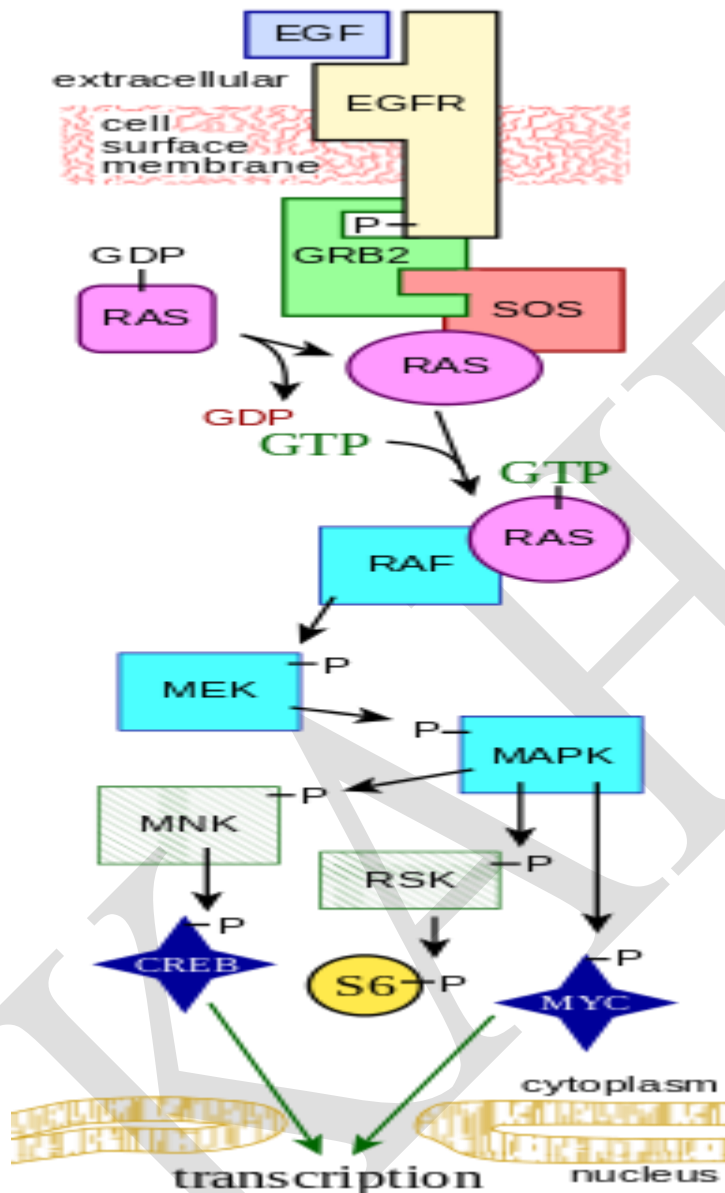 EGF
extracellular
EGFR
cell
surface
membrane
P
GRB2
GDP
RAS
SOS
RAS
GDP
GTP
GTP
RAS
RAF
P
MEK
P
MAPK
P
MNK
P
RSK
P
CREB
P
S6
P
MYC
cytoplasm
transcription
nucleus